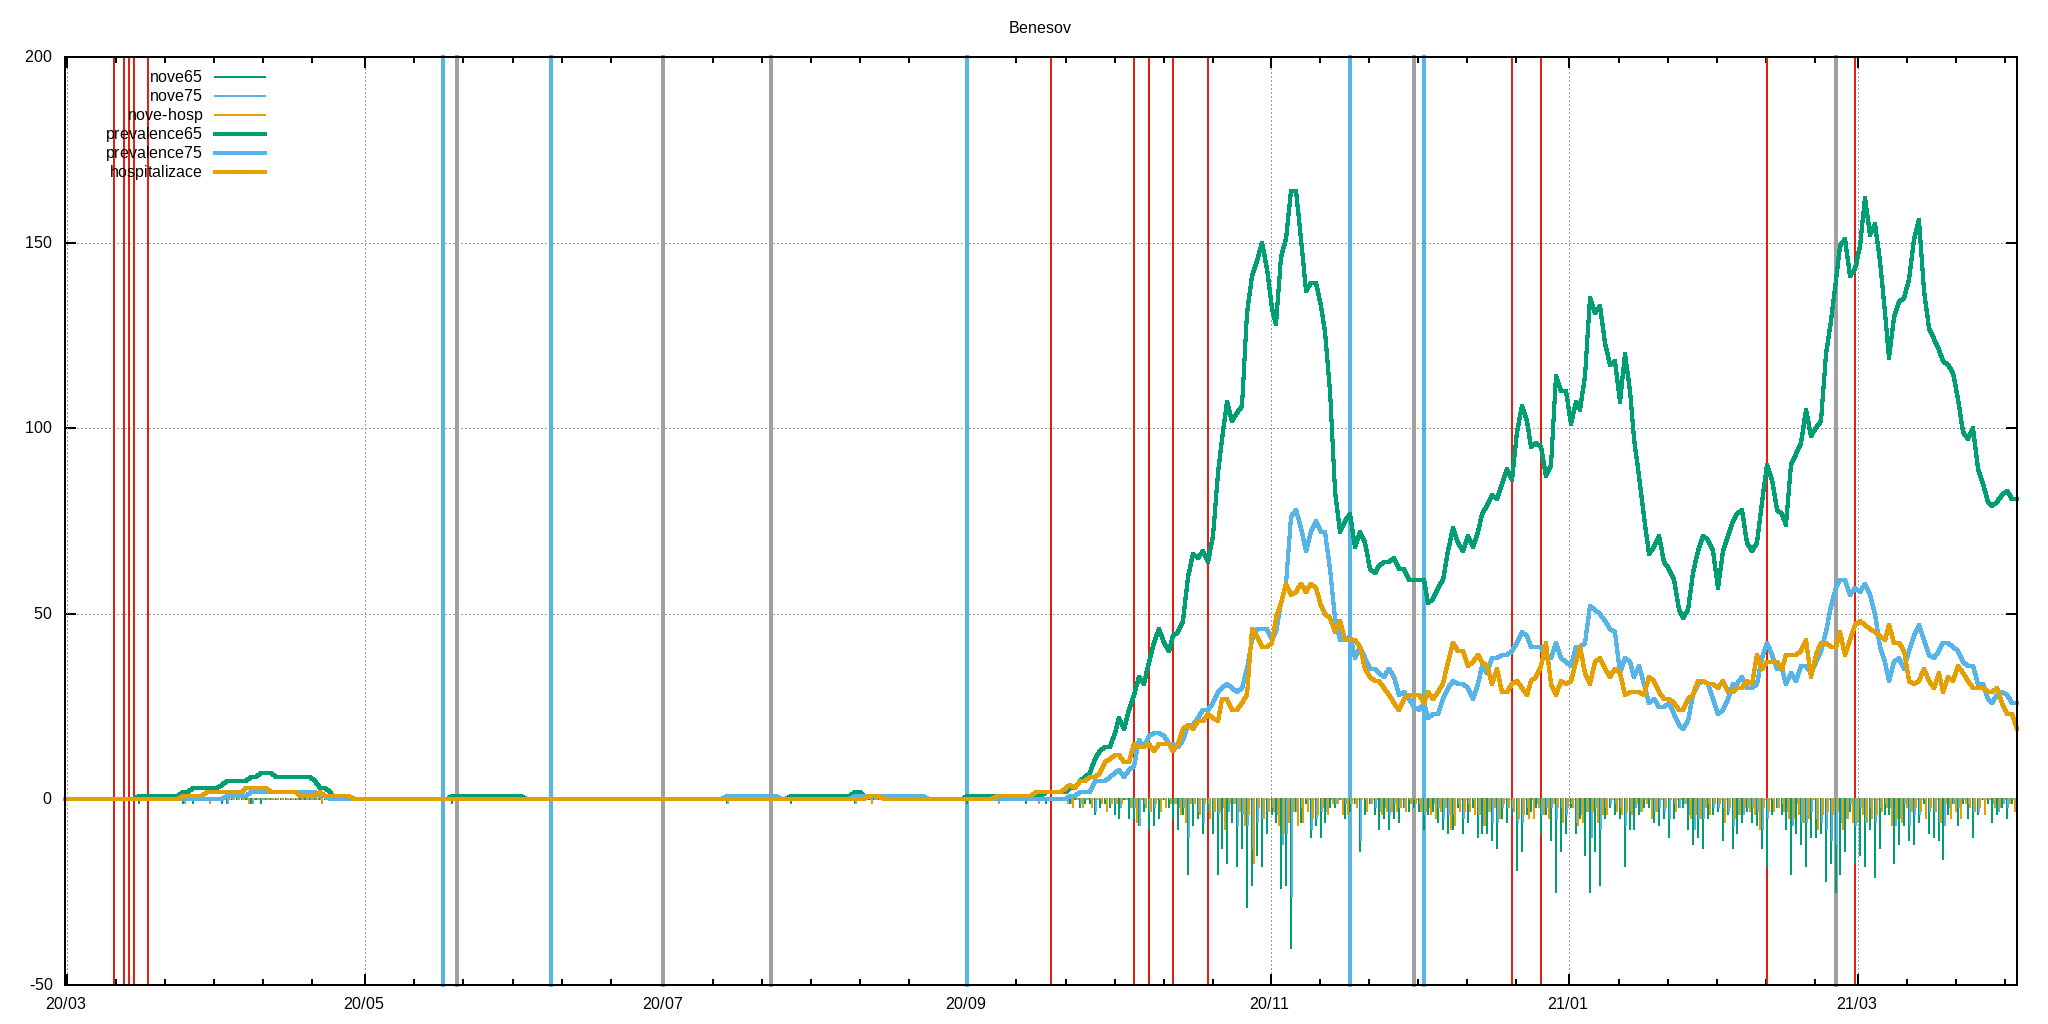 Benesov
200
nove65
nove75
nove-hosp
prevalence65
prevalence75
hospitalizace
150
100
50
0
-50
20/03 20/05 20/07 20/09 20/11 21/01 21/03